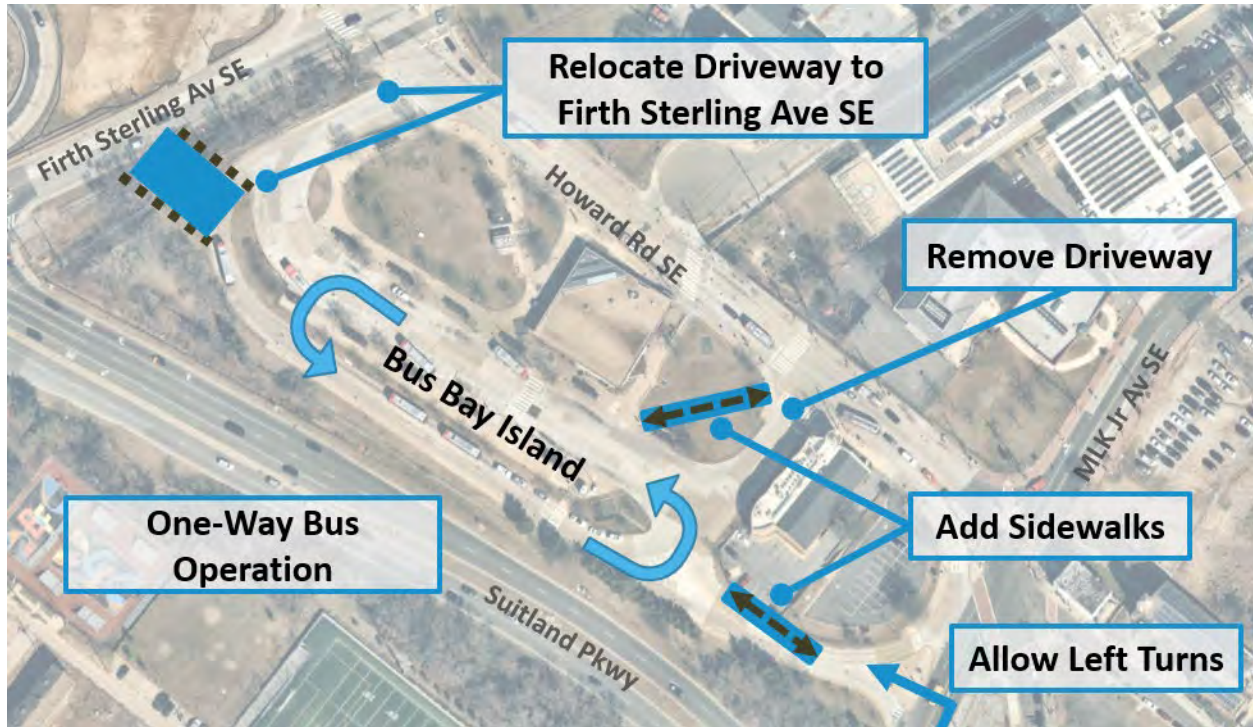 Relocate Driveway to
Firth Sterling Ave SE
Firth Sterling Av SE
Howard Rd SE
Remove Driveway
Bus Bay Island
MLK Jr Av SE
One-Way Bus
Operation
Add Sidewalks
Suitland Pkwy
Allow Left Turns